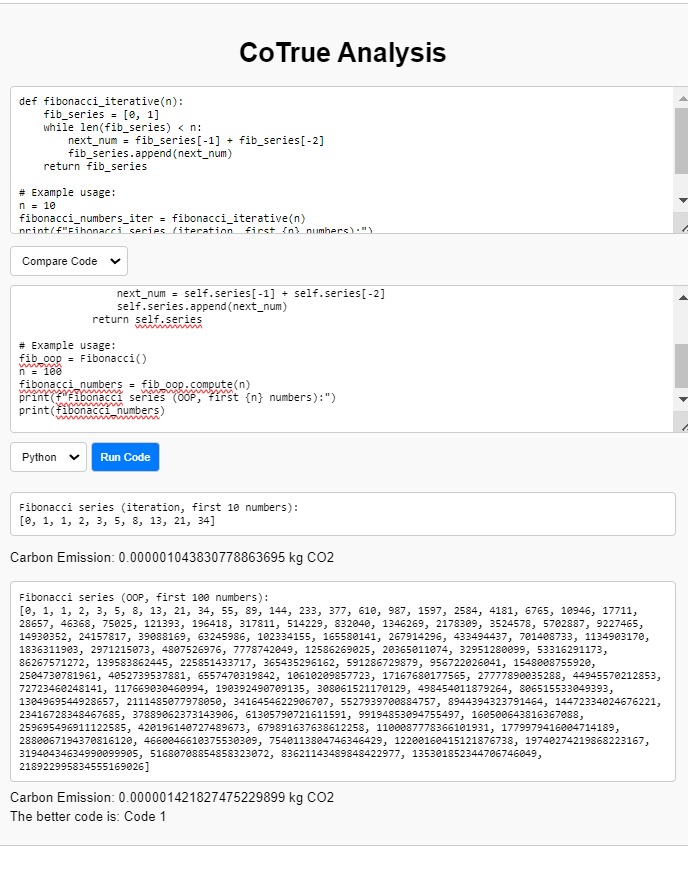 CoTrue Analysis
def fibonacci_iterative(n):
    fib_series = [0, 1]
    while len(fib_series) < n:
        next_num = fib_series[-1] + fib_series[-2]
        fib_series.append(next_num)
    return fib_series
# Example usage:
n = 10
fibonacci_numbers_iter = fibonacci_iterative(n)
print(f"Fibonacci series (iteration, first {n} numbers):")
Compare Code
            next_num = self.series[-1] + self.series[-2]
            self.series.append(next_num)
        return self.series
# Example usage:
fib_oop = Fibonacci()
n = 100
fibonacci_numbers = fib_oop.compute(n)
print(f"Fibonacci series (OOP, first {n} numbers):")
print(fibonacci_numbers)
Python
Run Code
Fibonacci series (iteration, first 10 numbers):
[0, 1, 1, 2, 3, 5, 8, 13, 21, 34]
Carbon Emission: 0.000001043830778863695 kg CO2
Fibonacci series (OOP, first 100 numbers):
[0, 1, 1, 2, 3, 5, 8, 13, 21, 34, 55, 89, 144, 233, 377, 610, 987, 1597, 2584, 4181, 6765, 10946, 17711,
28657, 46368, 75025, 121393, 196418, 317811, 514229, 832040, 1346269, 2178309, 3524578, 5702887, 9227465,
14930352, 24157817, 39088169, 63245986, 102334155, 165580141, 267914296, 433494437, 701408733, 1134903170,
1836311903, 2971215073, 4807526976, 7778742049, 12586269025, 20365011074, 32951280099, 53316291173,
86267571272, 139583862445, 225851433717, 365435296162, 591286729879, 956722026041, 1548008755920,
2504730781961, 4052739537881, 6557470319842, 10610209857723, 17167680177565, 27777890035288, 44945570212853,
72723460248141, 117669030460994, 190392490709135, 308061521170129, 498454011879264, 806515533049393,
1304969544928657, 2111485077978050, 3416454622906707, 5527939700884757, 8944394323791464, 14472334024676221,
23416728348467685, 37889062373143906, 61305790721611591, 99194853094755497, 160500643816367088,
259695496911122585, 420196140727489673, 679891637638612258, 1100087778366101931, 1779979416004714189,
2880067194370816120, 4660046610375530309, 7540113804746346429, 12200160415121876738, 19740274219868223167,
31940434634990099905, 51680708854858323072, 83621143489848422977, 135301852344706746049,
218922995834555169026]
Carbon Emission: 0.000001421827475229899 kg CO2
The better code is: Code 1